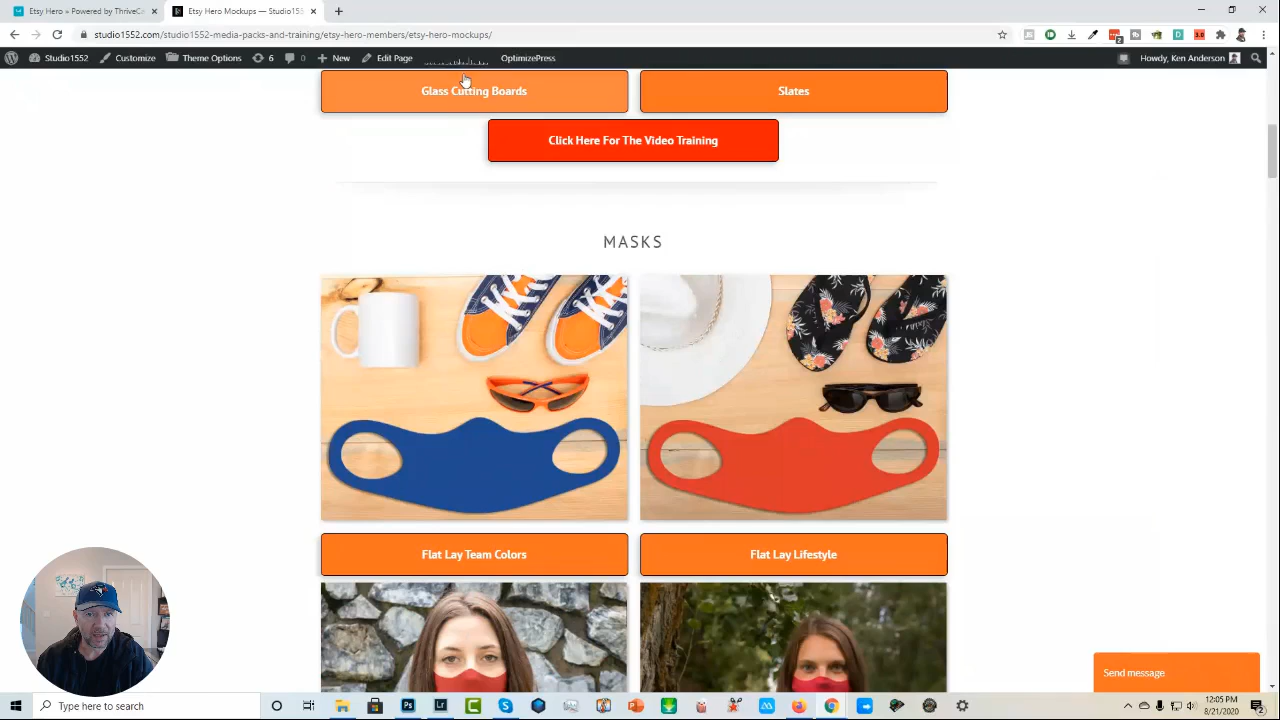 Etsy Hero » Powered by ThriveCa
Etsy Hero Mockups — Studio155
studio1552.com/studio1552-media-packs-and-training/etsy-hero-members/etsy-hero-mockups/
Studio1552
Customize
Theme Options
6
0
New
Edit Page
OptimizePress
Howdy, Ken Anderson
Glass Cutting Boards
Slates
Click Here For The Video Training
MASKS
Flat Lay Team Colors
Flat Lay Lifestyle
Send message
Type here to search
12:05 PM
8/21/2020